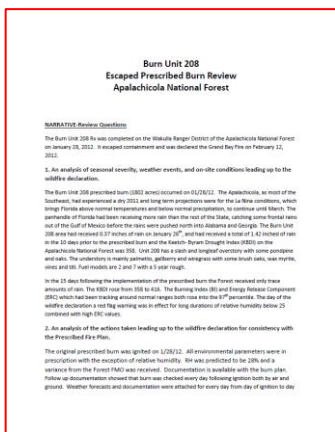 Burn Unit 208
Escaped Prescribed Burn Review
Apalachicola National Forest
NARRATIVE-Review Questions
The Burn Unit 208 Rx was completed on the Wakulla Ranger District of the Apalachicola National Forest
on January 28, 2012. It escaped containment and was declared the Grand Bay Fire on February 12,
2012.
1. An analysis of seasonal severity, weather events, and on-site conditions leading up to the
wildfire declaration.
The Burn Unit 208 prescribed burn (1802 acres) occurred on 01/28/12. The Apalachicola, as most of the
Southeast, had experienced a dry 2011 and long term projections were for the La Nina conditions, which
brings Florida above normal temperatures and below normal precipitation, to continue until March. The
panhandle of Florida had been receiving more rain than the rest of the State, catching some frontal rains
out of the Gulf of Mexico before the rains were pushed north into Alabama and Georgia. The Burn Unit
208 area had received 0.37 inches of rain on January 26th, and had received a total of 1.42 inches of rain
in the 10 days prior to the prescribed burn and the Keetch- Byram Drought Index (KBDI) on the
Apalachicola National Forest was 358. Unit 208 has a slash and longleaf overstory with some pondpine
and oaks. The understory is mainly palmetto, gallberry and wiregrass with some brush oaks, wax myrtle,
vines and titi. Fuel models are 2 and 7 with a 5 year rough.
In the 15 days following the implementation of the prescribed burn the Forest received only trace
amounts of rain. The KBDI rose from 358 to 416. The Burning Index (BI) and Energy Release Component
(ERC) which had been tracking around normal ranges both rose into the 97th percentile. The day of the
wildfire declaration a red flag warning was in effect for long durations of relative humidity below 25
combined with high ERC values.
2. An analysis of the actions taken leading up to the wildfire declaration for consistency with
the Prescribed Fire Plan.
The original prescribed burn was ignited on 1/28/12. All environmental parameters were in
prescription with the exception of relative humidity. RH was predicted to be 28% and a
variance from the Forest FMO was received. Documentation is available with the burn plan.
Follow up documentation showed that burn was checked every day following ignition both by air and
ground. Weather forecasts and documentation were attached for every day from day of ignition to day